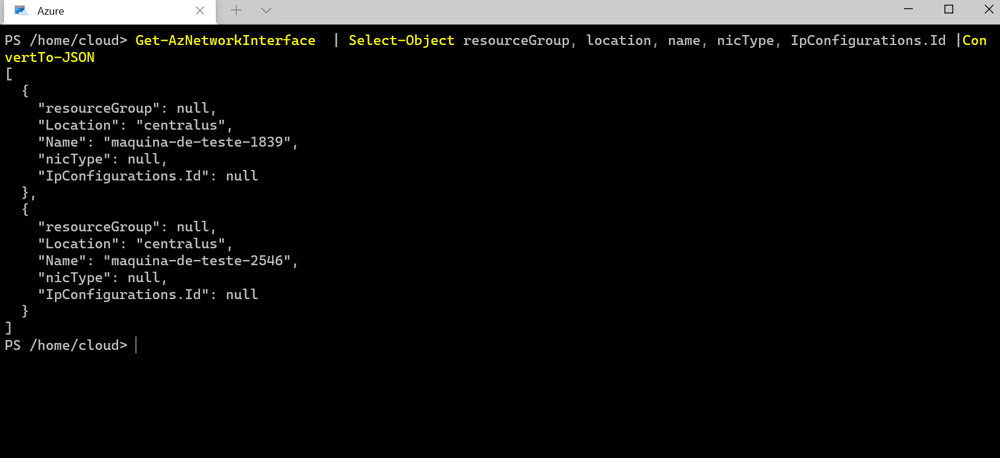 Azure
PS /home/cloud> Get-AzNetworkInterface  | Select-Object resourceGroup, location, name, nicType, IpConfigurations.Id |Con
vertTo-JSON
[
  {
    "resourceGroup": null,
    "Location": "centralus",
    "Name": "maquina-de-teste-1839",
    "nicType": null,
    "IpConfigurations.Id": null
  },
  {
    "resourceGroup": null,
    "Location": "centralus",
    "Name": "maquina-de-teste-2546",
    "nicType": null,
    "IpConfigurations.Id": null
  }
]
PS /home/cloud>